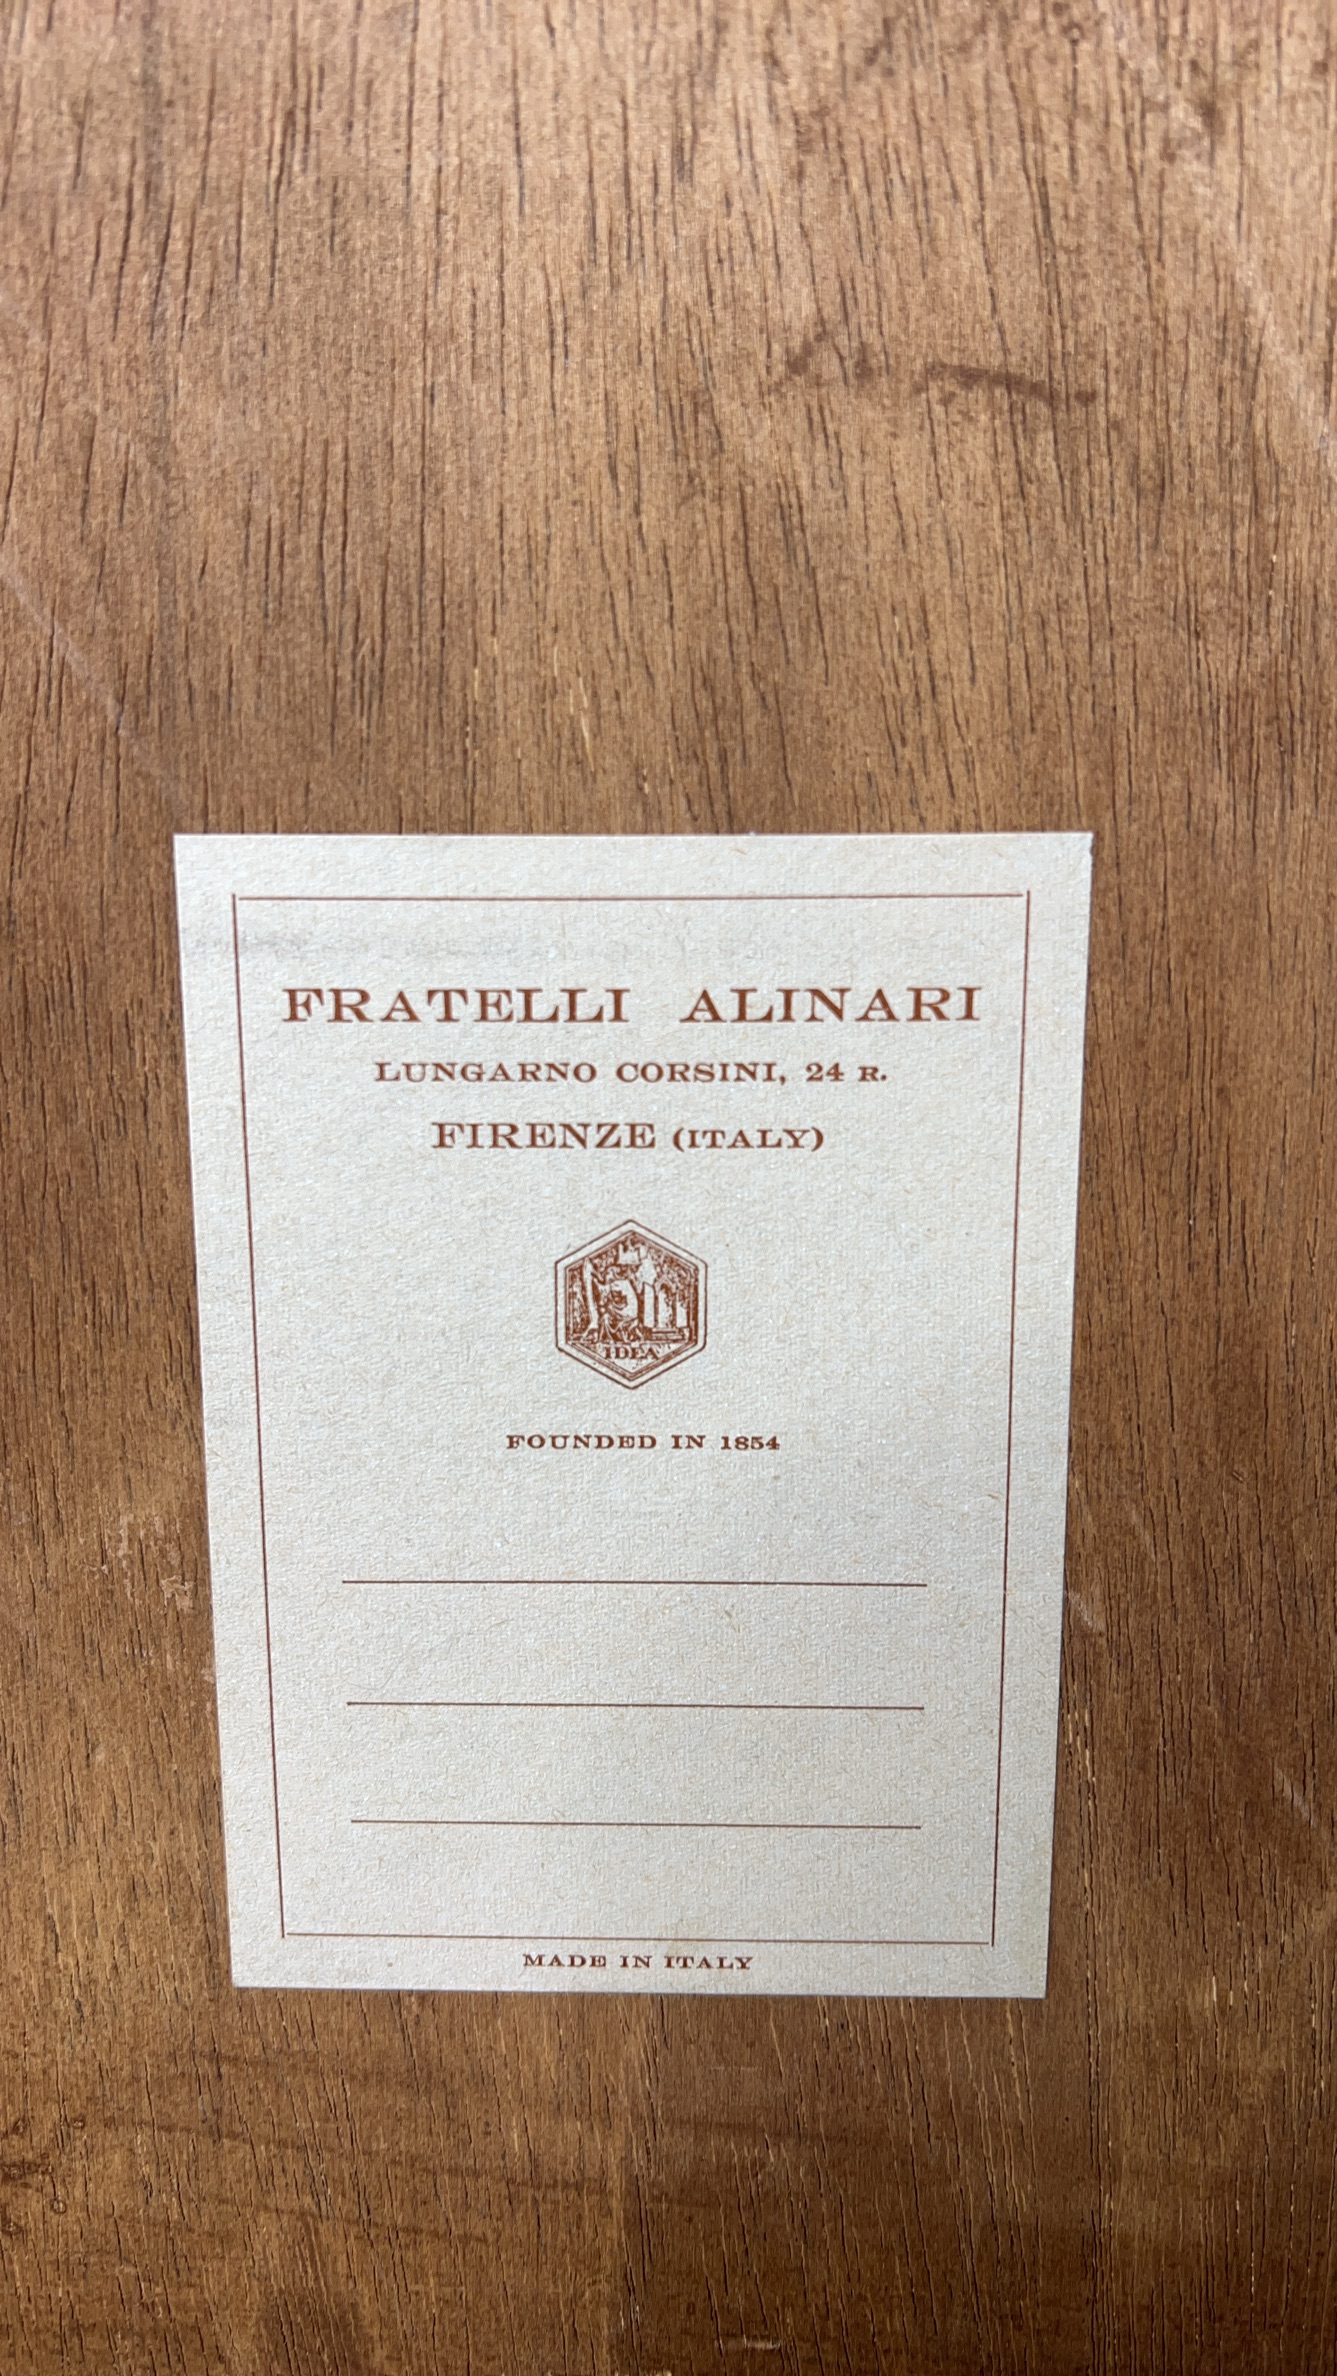 FRATELLI ALINARI
LUNGARNO CORSINI, 24 R.
FIRENZE (ITALY)
IDEA
FOUNDED IN 1854
MADE IN ITALY